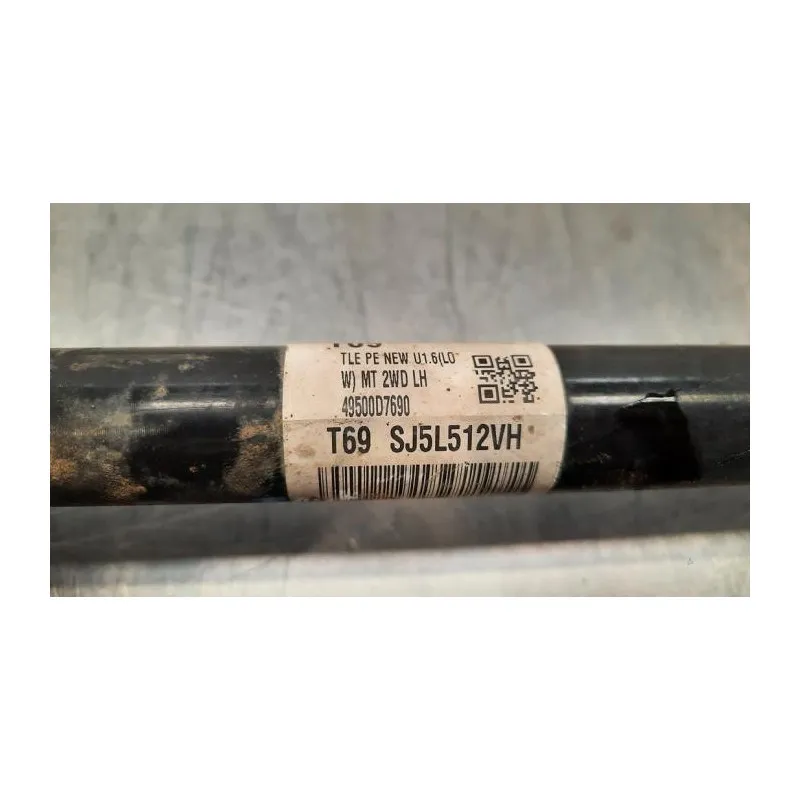 TLE PE NEW U1.6(LO
W) MT 2WD LH
49500D7690
T69 SJ5L512VH